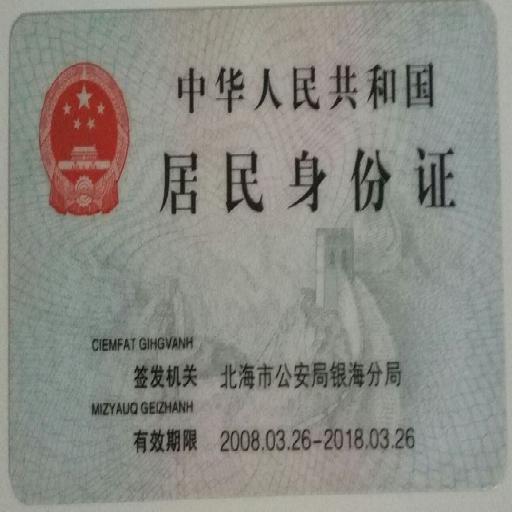 中华人民共和国
居民身份证
CIEMFAT GIHGVANH
签发机关 北海市公安局银海分局
MIZYAUQ GEIZHANH
有效期限 2008.03.26-2018.03.26